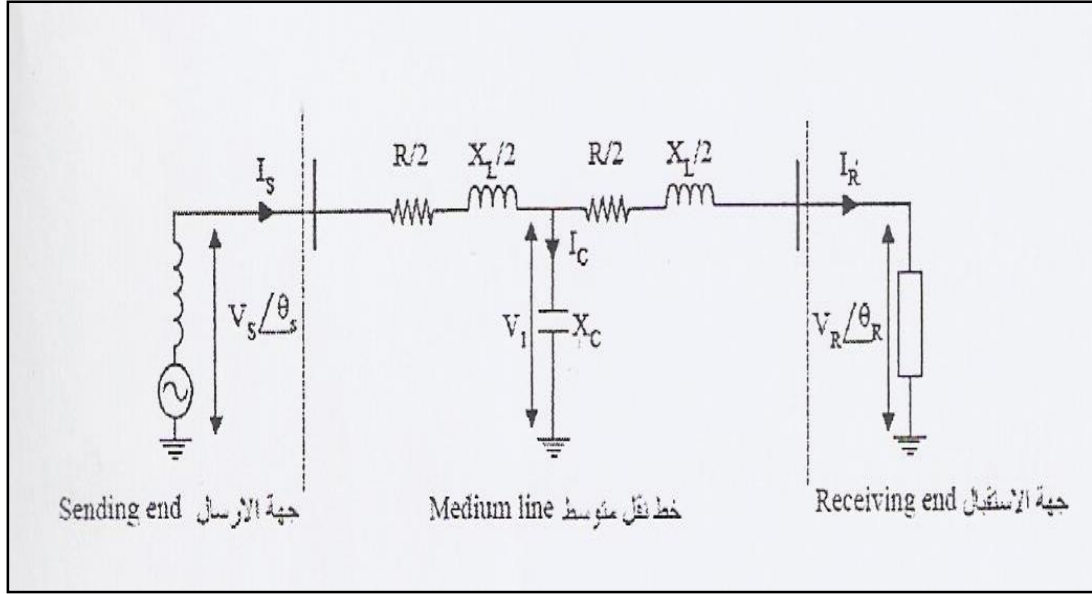 R/2 X_L/2 R/2 X_L/2
I_S
I_R
I_C
V_S∠θ_s
V_1
X_C
V_R∠θ_R
Sending end جهة الارسال
Medium line خط نقل متوسط
Receiving end جهة الاستقبال